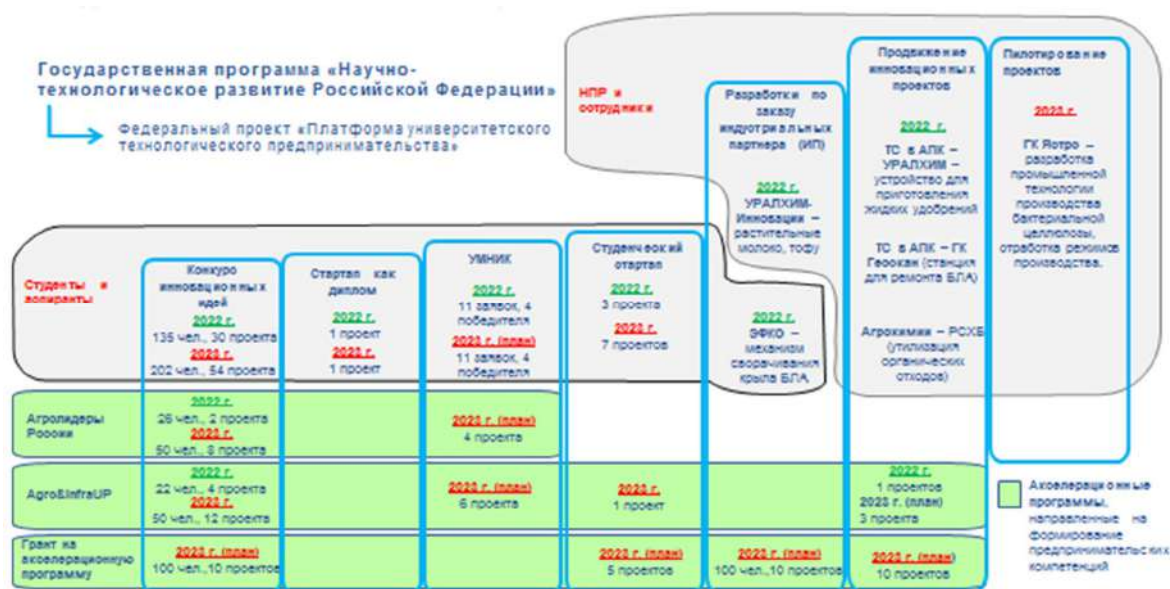 Государственная программа «Научно-
технологическое развитие Российской Федерации»
Федеральный проект «Платформа университетского
технологического предпринимательства»
НПР и
сотрудники
Разработки по
заказу
индустриальных
партнера (ИП)
2022 г.
УРАЛХИМ-
Инновации –
растительные
молоко, тофу
2022 г.
ЭФКО –
механизм
сворачивания
крыла БЛА
Продвижение
инновационных
проектов
2022 г.
ТС в АПК –
УРАЛХИМ –
устройство для
приготовления
жидких удобрений
ТС в АПК – ГК
Геоскан (станция
для ремонта БЛА)
Агрохимии – РСХБ
(утилизация
органических
отходов)
Пилотирование
проектов
2023 г.
ГК Ростро –
разработка
промышленной
технологии
производства
бактериальной
целлюлозы,
отработка режимов
производства.
Студенты и
аспиранты
Конкурс
инновационных
идей
2022 г.
135 чел., 30 проекта
2023 г.
202 чел., 54 проекта
Стартап как
диплом
2022 г.
1 проект
2023 г.
1 проект
УМНИК
2022 г.
11 заявок, 4
победителя
2023 г. (план)
11 заявок, 4
победителя
Студенческий
стартап
2022 г.
3 проекта
2023 г.
7 проектов
Агролидеры
России
2022 г.
26 чел., 2 проекта
2023 г.
50 чел., 8 проекта
2023 г. (план)
4 проекта
Agro&InfraUP
2022 г.
22 чел., 4 проекта
2023 г.
50 чел., 12 проекта
2023 г. (план)
6 проекта
2023 г.
1 проект
2022 г.
1 проектов
2023 г. (план)
3 проекта
Грант на
акселерационную
программу
2023 г. (план)
100 чел.,10 проектов
2023 г. (план)
5 проектов
2023 г. (план)
100 чел.,10 проектов
2023 г. (план)
10 проектов
Акселерационные
программы,
направленные на
формирование
предпринимательских
компетенций